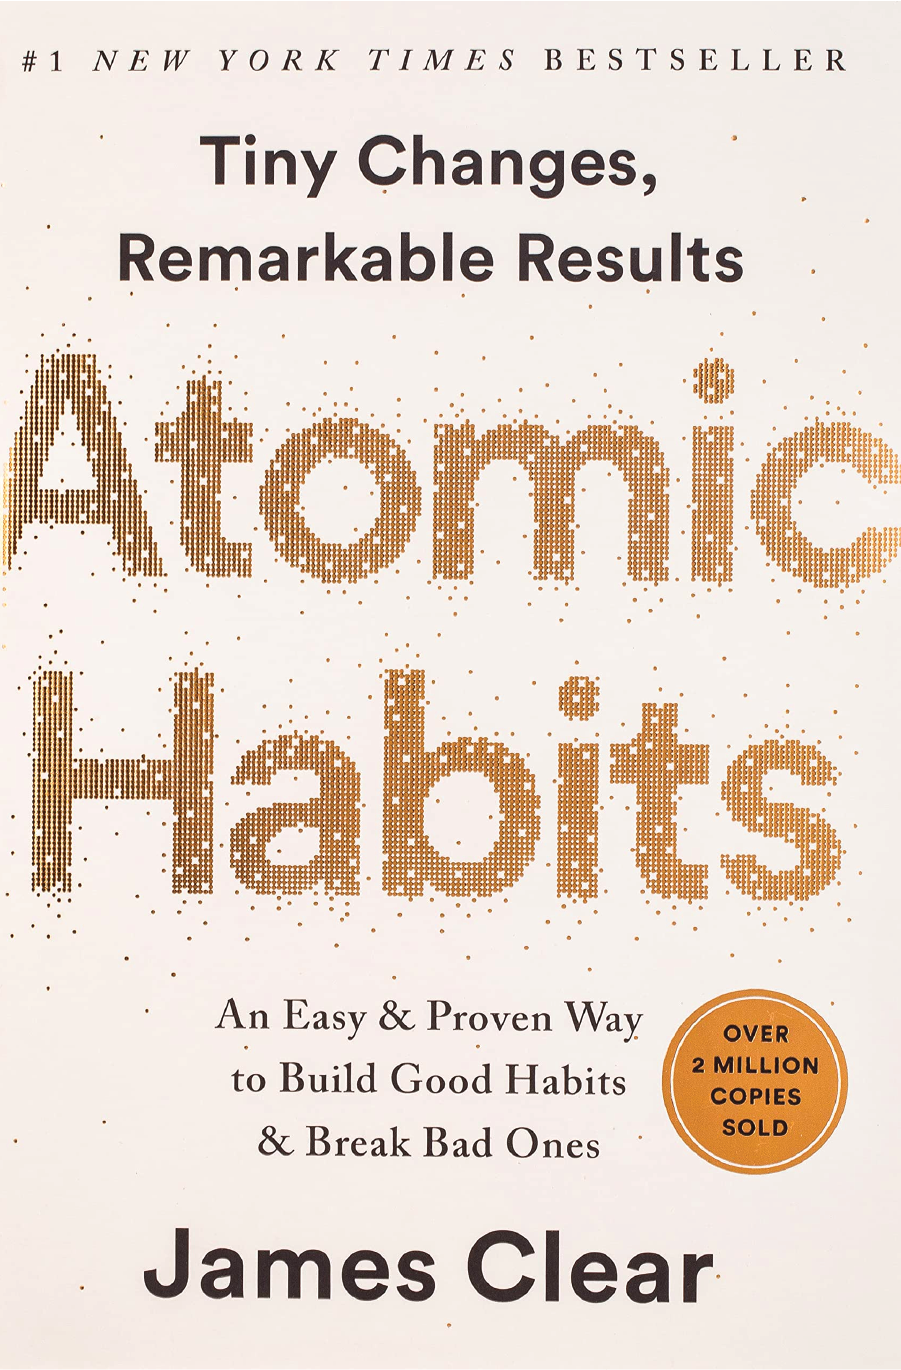 #1 NEW YORK TIMES BESTSELLER
Tiny Changes,
Remarkable Results
Atomic
Habits
An Easy & Proven Way
to Build Good Habits
& Break Bad Ones
OVER
2 MILLION
COPIES
SOLD
James Clear